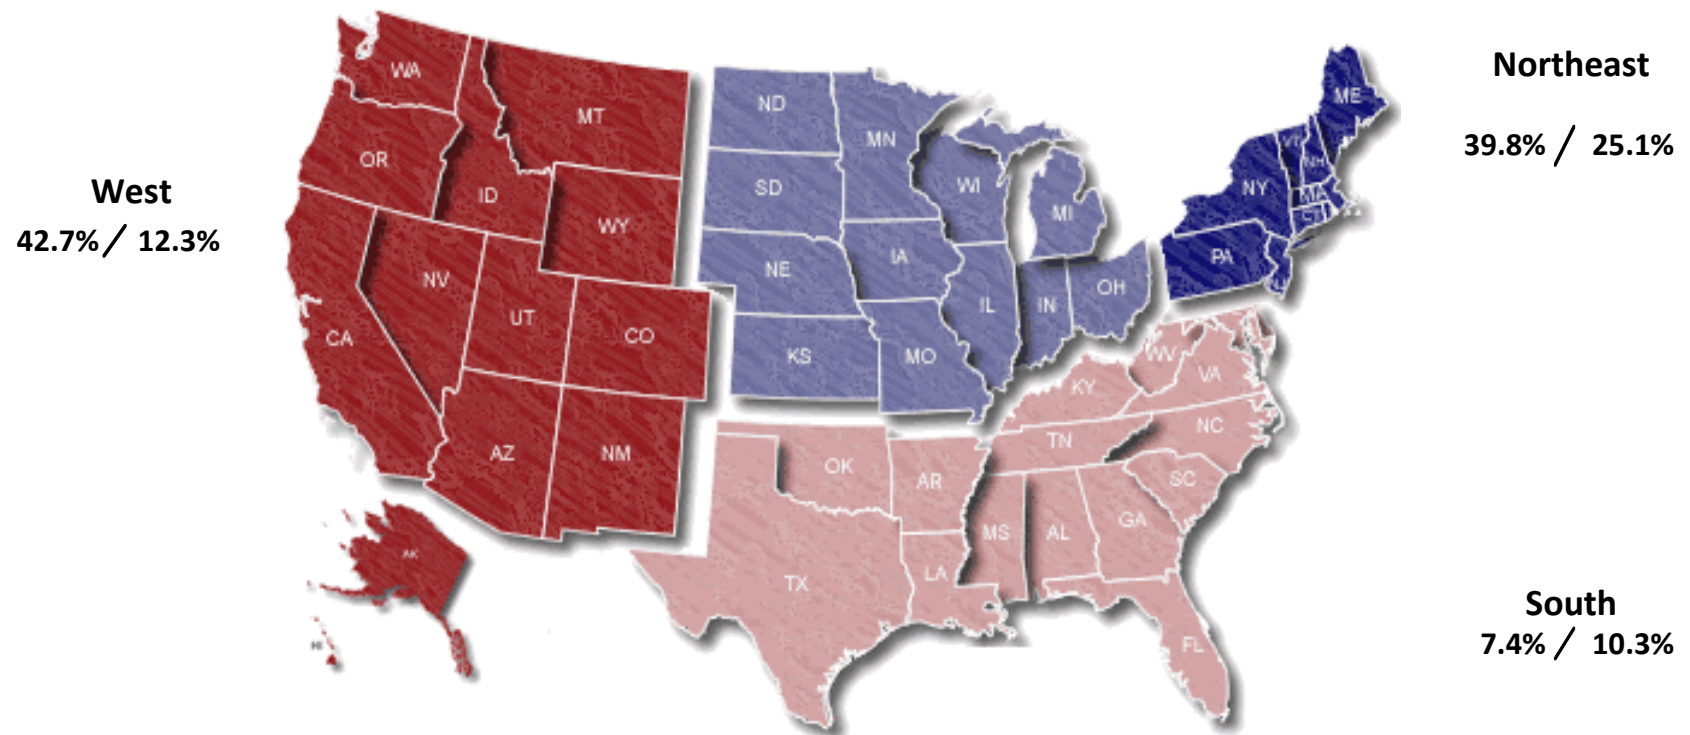 Northeast
39.8% / 25.1%
West
42.7% / 12.3%
South
7.4% / 10.3%
WA
MT
ND
MN
ME
OR
ID
SD
WI
MI
VT
NH
NY
MA
CT
WY
NV
NE
IA
PA
NJ
UT
CO
IL
IN
OH
CA
KS
MO
WV
VA
KY
NC
TN
AZ
NM
OK
AR
SC
MS
AL
GA
AK
TX
LA
HI
FL